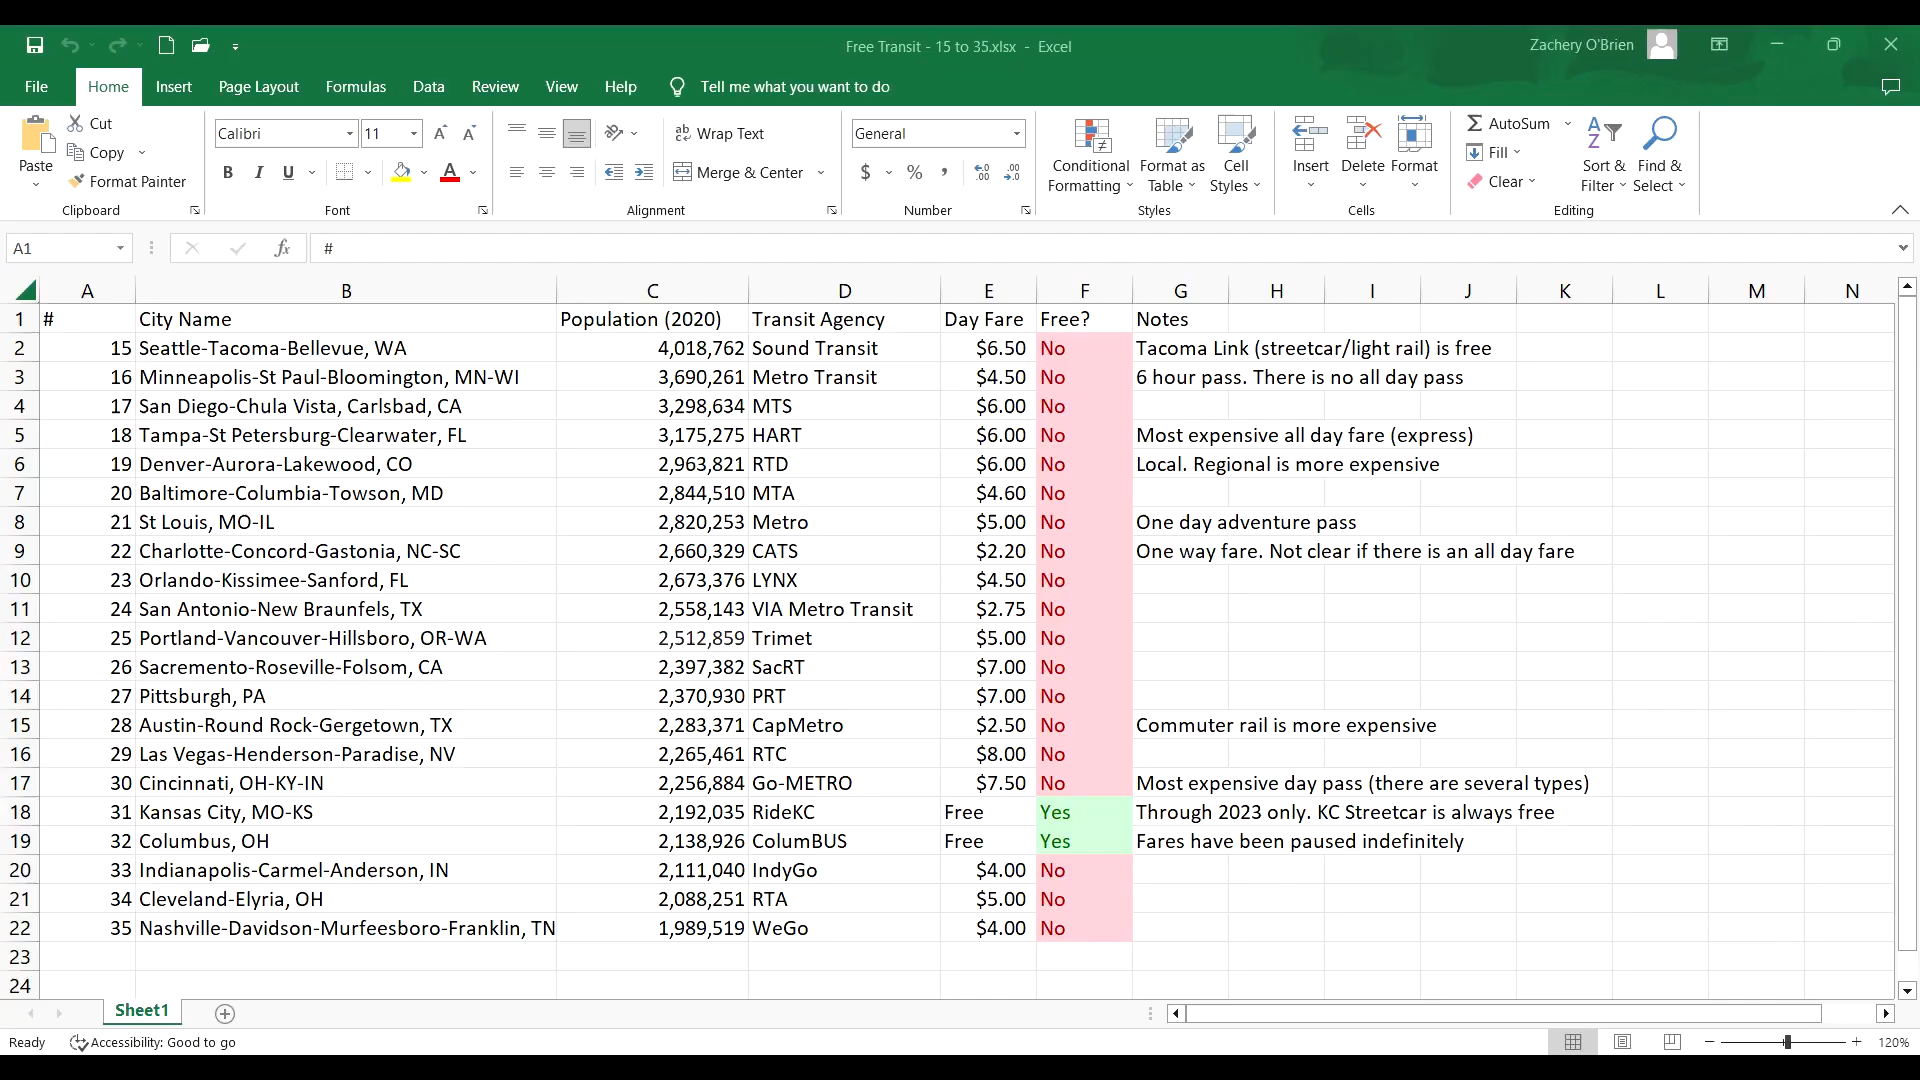 Free Transit - 15 to 35.xlsx - Excel
Zachery O'Brien
File Home Insert Page Layout Formulas Data Review View Help Tell me what you want to do
Paste
Cut
Copy
Format Painter
Clipboard
Calibri 11
B I U
Font
Wrap Text
Merge & Center
Alignment
General
$ % ,
Number
Conditional Formatting
Format as Table
Cell Styles
Styles
Insert Delete Format
Cells
AutoSum
Fill
Clear
Sort & Filter
Find & Select
Editing
A1 fx #
A B C D E F G H I J K L M N
1 # City Name Population (2020) Transit Agency Day Fare Free? Notes
2 15 Seattle-Tacoma-Bellevue, WA 4,018,762 Sound Transit $6.50 No Tacoma Link (streetcar/light rail) is free
3 16 Minneapolis-St Paul-Bloomington, MN-WI 3,690,261 Metro Transit $4.50 No 6 hour pass. There is no all day pass
4 17 San Diego-Chula Vista, Carlsbad, CA 3,298,634 MTS $6.00 No
5 18 Tampa-St Petersburg-Clearwater, FL 3,175,275 HART $6.00 No Most expensive all day fare (express)
6 19 Denver-Aurora-Lakewood, CO 2,963,821 RTD $6.00 No Local. Regional is more expensive
7 20 Baltimore-Columbia-Towson, MD 2,844,510 MTA $4.60 No
8 21 St Louis, MO-IL 2,820,253 Metro $5.00 No One day adventure pass
9 22 Charlotte-Concord-Gastonia, NC-SC 2,660,329 CATS $2.20 No One way fare. Not clear if there is an all day fare
10 23 Orlando-Kissimee-Sanford, FL 2,673,376 LYNX $4.50 No
11 24 San Antonio-New Braunfels, TX 2,558,143 VIA Metro Transit $2.75 No
12 25 Portland-Vancouver-Hillsboro, OR-WA 2,512,859 Trimet $5.00 No
13 26 Sacremento-Roseville-Folsom, CA 2,397,382 SacRT $7.00 No
14 27 Pittsburgh, PA 2,370,930 PRT $7.00 No
15 28 Austin-Round Rock-Gergetown, TX 2,283,371 CapMetro $2.50 No Commuter rail is more expensive
16 29 Las Vegas-Henderson-Paradise, NV 2,265,461 RTC $8.00 No
17 30 Cincinnati, OH-KY-IN 2,256,884 Go-METRO $7.50 No Most expensive day pass (there are several types)
18 31 Kansas City, MO-KS 2,192,035 RideKC Free Yes Through 2023 only. KC Streetcar is always free
19 32 Columbus, OH 2,138,926 ColumBUS Free Yes Fares have been paused indefinitely
20 33 Indianapolis-Carmel-Anderson, IN 2,111,040 IndyGo $4.00 No
21 34 Cleveland-Elyria, OH 2,088,251 RTA $5.00 No
22 35 Nashville-Davidson-Murfeesboro-Franklin, TN 1,989,519 WeGo $4.00 No
23
24
Sheet1
Ready Accessibility: Good to go 120%